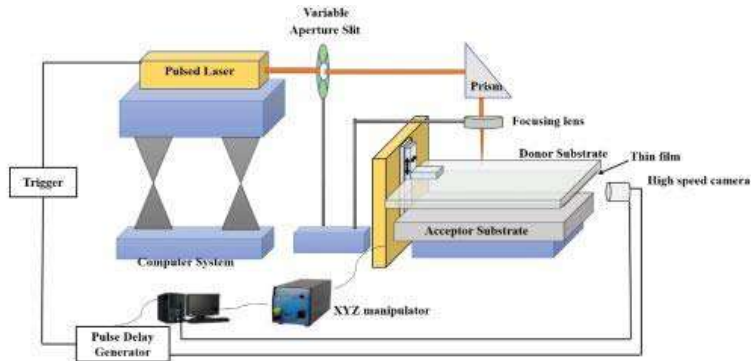 Variable
Aperture Slit
Pulsed Laser
Prism
Focusing lens
Donor Substrate
Thin film
Trigger
High speed camera
Acceptor Substrate
Computer System
XYZ manipulator
Pulse Delay
Generator